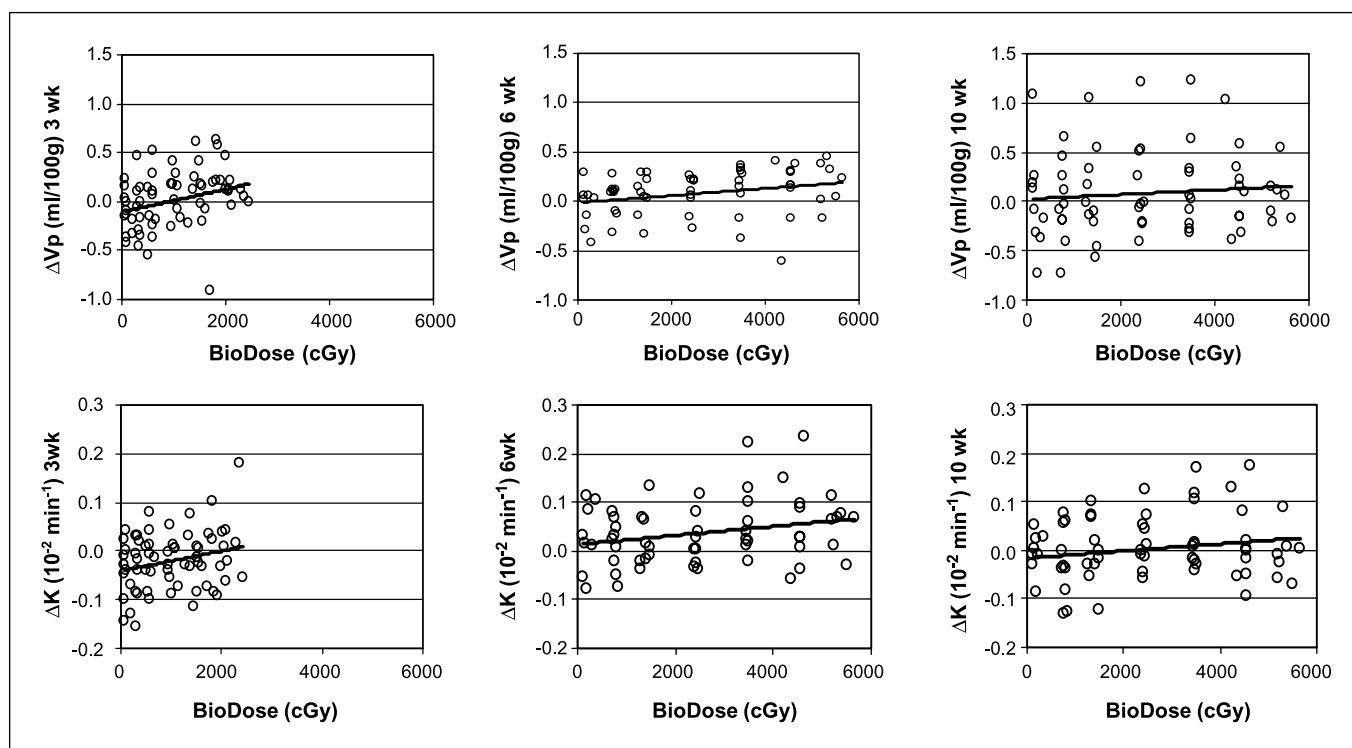 ΔVp (ml/100g) 3 wk
1.5
1.0
0.5
0.0
-0.5
-1.0
0 2000 4000 6000
BioDose (cGy)
ΔVp (ml/100g) 6 wk
1.5
1.0
0.5
0.0
-0.5
-1.0
0 2000 4000 6000
BioDose (cGy)
ΔVp (ml/100g) 10 wk
1.5
1.0
0.5
0.0
-0.5
-1.0
0 2000 4000 6000
BioDose (cGy)
ΔK (10⁻² min⁻¹) 3wk
0.3
0.2
0.1
0.0
-0.1
-0.2
0 2000 4000 6000
BioDose (cGy)
ΔK (10⁻² min⁻¹) 6wk
0.3
0.2
0.1
0.0
-0.1
-0.2
0 2000 4000 6000
BioDose (cGy)
ΔK (10⁻² min⁻¹) 10 wk
0.3
0.2
0.1
0.0
-0.1
-0.2
0 2000 4000 6000
BioDose (cGy)